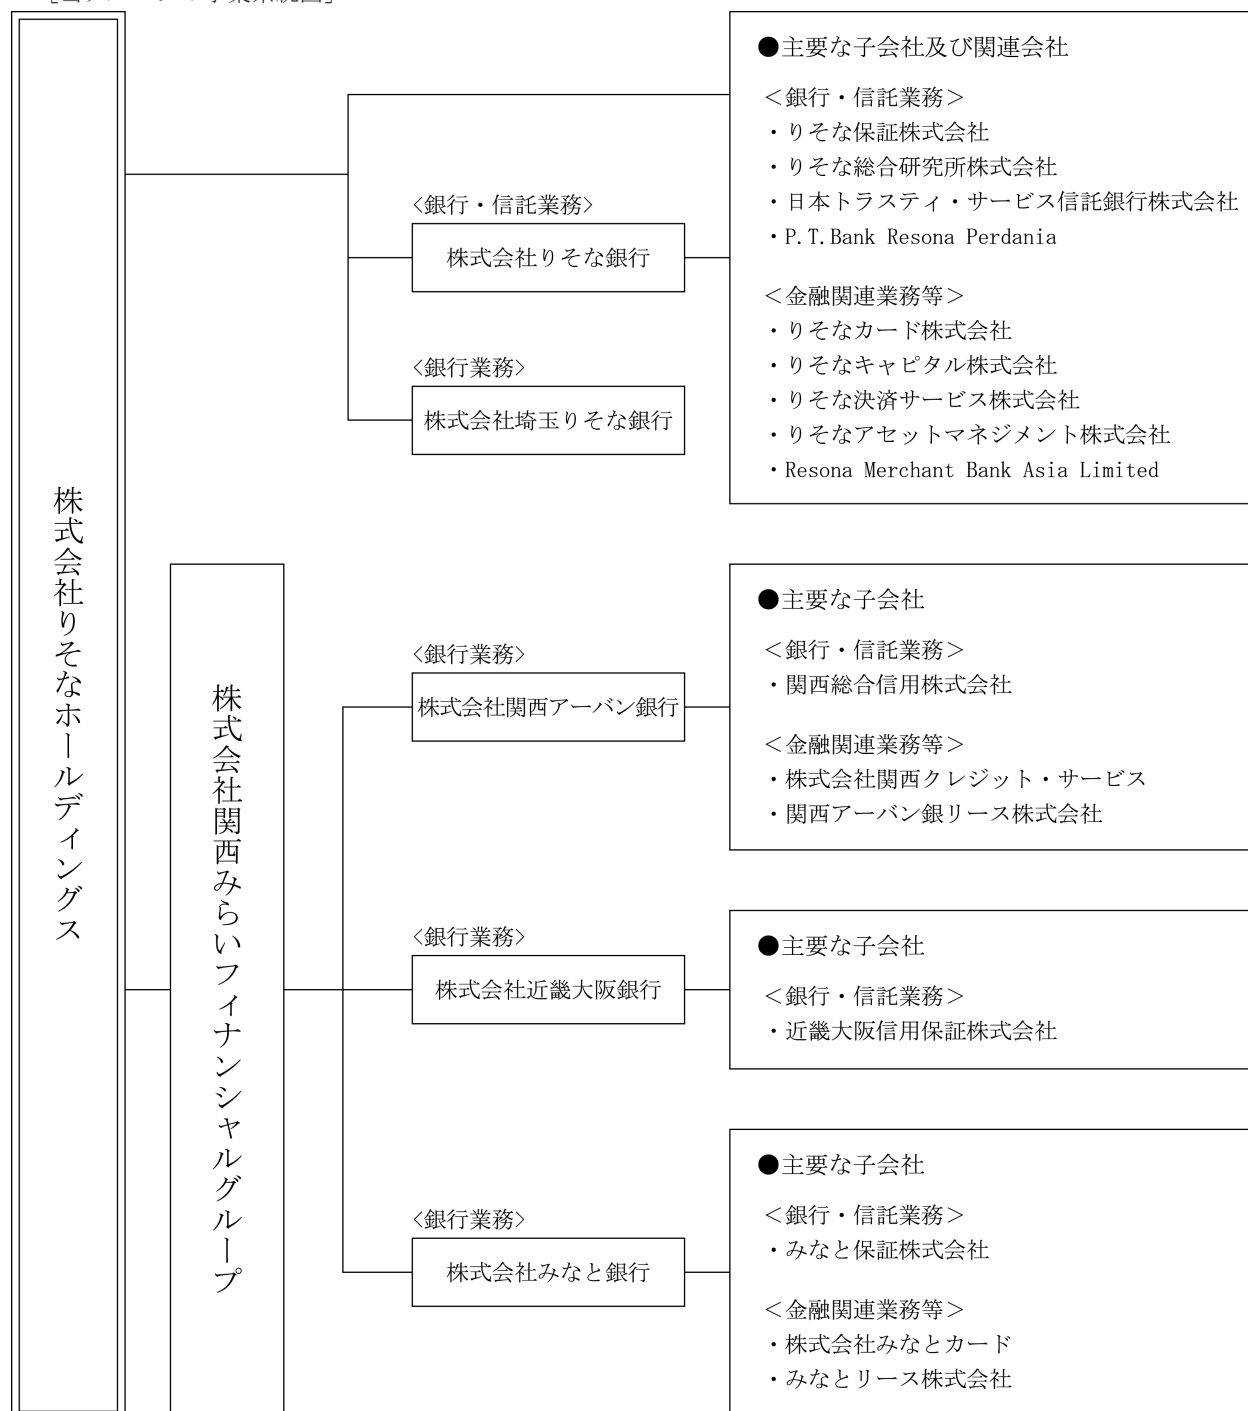 株式会社りそなホールディングス
●主要な子会社及び関連会社
＜銀行・信託業務＞
・りそな保証株式会社
・りそな総合研究所株式会社
・日本トラスティ・サービス信託銀行株式会社
・P.T.Bank Resona Perdania
＜金融関連業務等＞
・りそなカード株式会社
・りそなキャピタル株式会社
・りそな決済サービス株式会社
・りそなアセットマネジメント株式会社
・Resona Merchant Bank Asia Limited
<銀行・信託業務>
株式会社りそな銀行
<銀行業務>
株式会社埼玉りそな銀行
株式会社関西みらいフィナンシャルグループ
<銀行業務>
株式会社関西アーバン銀行
●主要な子会社
＜銀行・信託業務＞
・関西総合信用株式会社
＜金融関連業務等＞
・株式会社関西クレジット・サービス
・関西アーバン銀リース株式会社
<銀行業務>
株式会社近畿大阪銀行
●主要な子会社
＜銀行・信託業務＞
・近畿大阪信用保証株式会社
<銀行業務>
株式会社みなと銀行
●主要な子会社
＜銀行・信託業務＞
・みなと保証株式会社
＜金融関連業務等＞
・株式会社みなとカード
・みなとリース株式会社